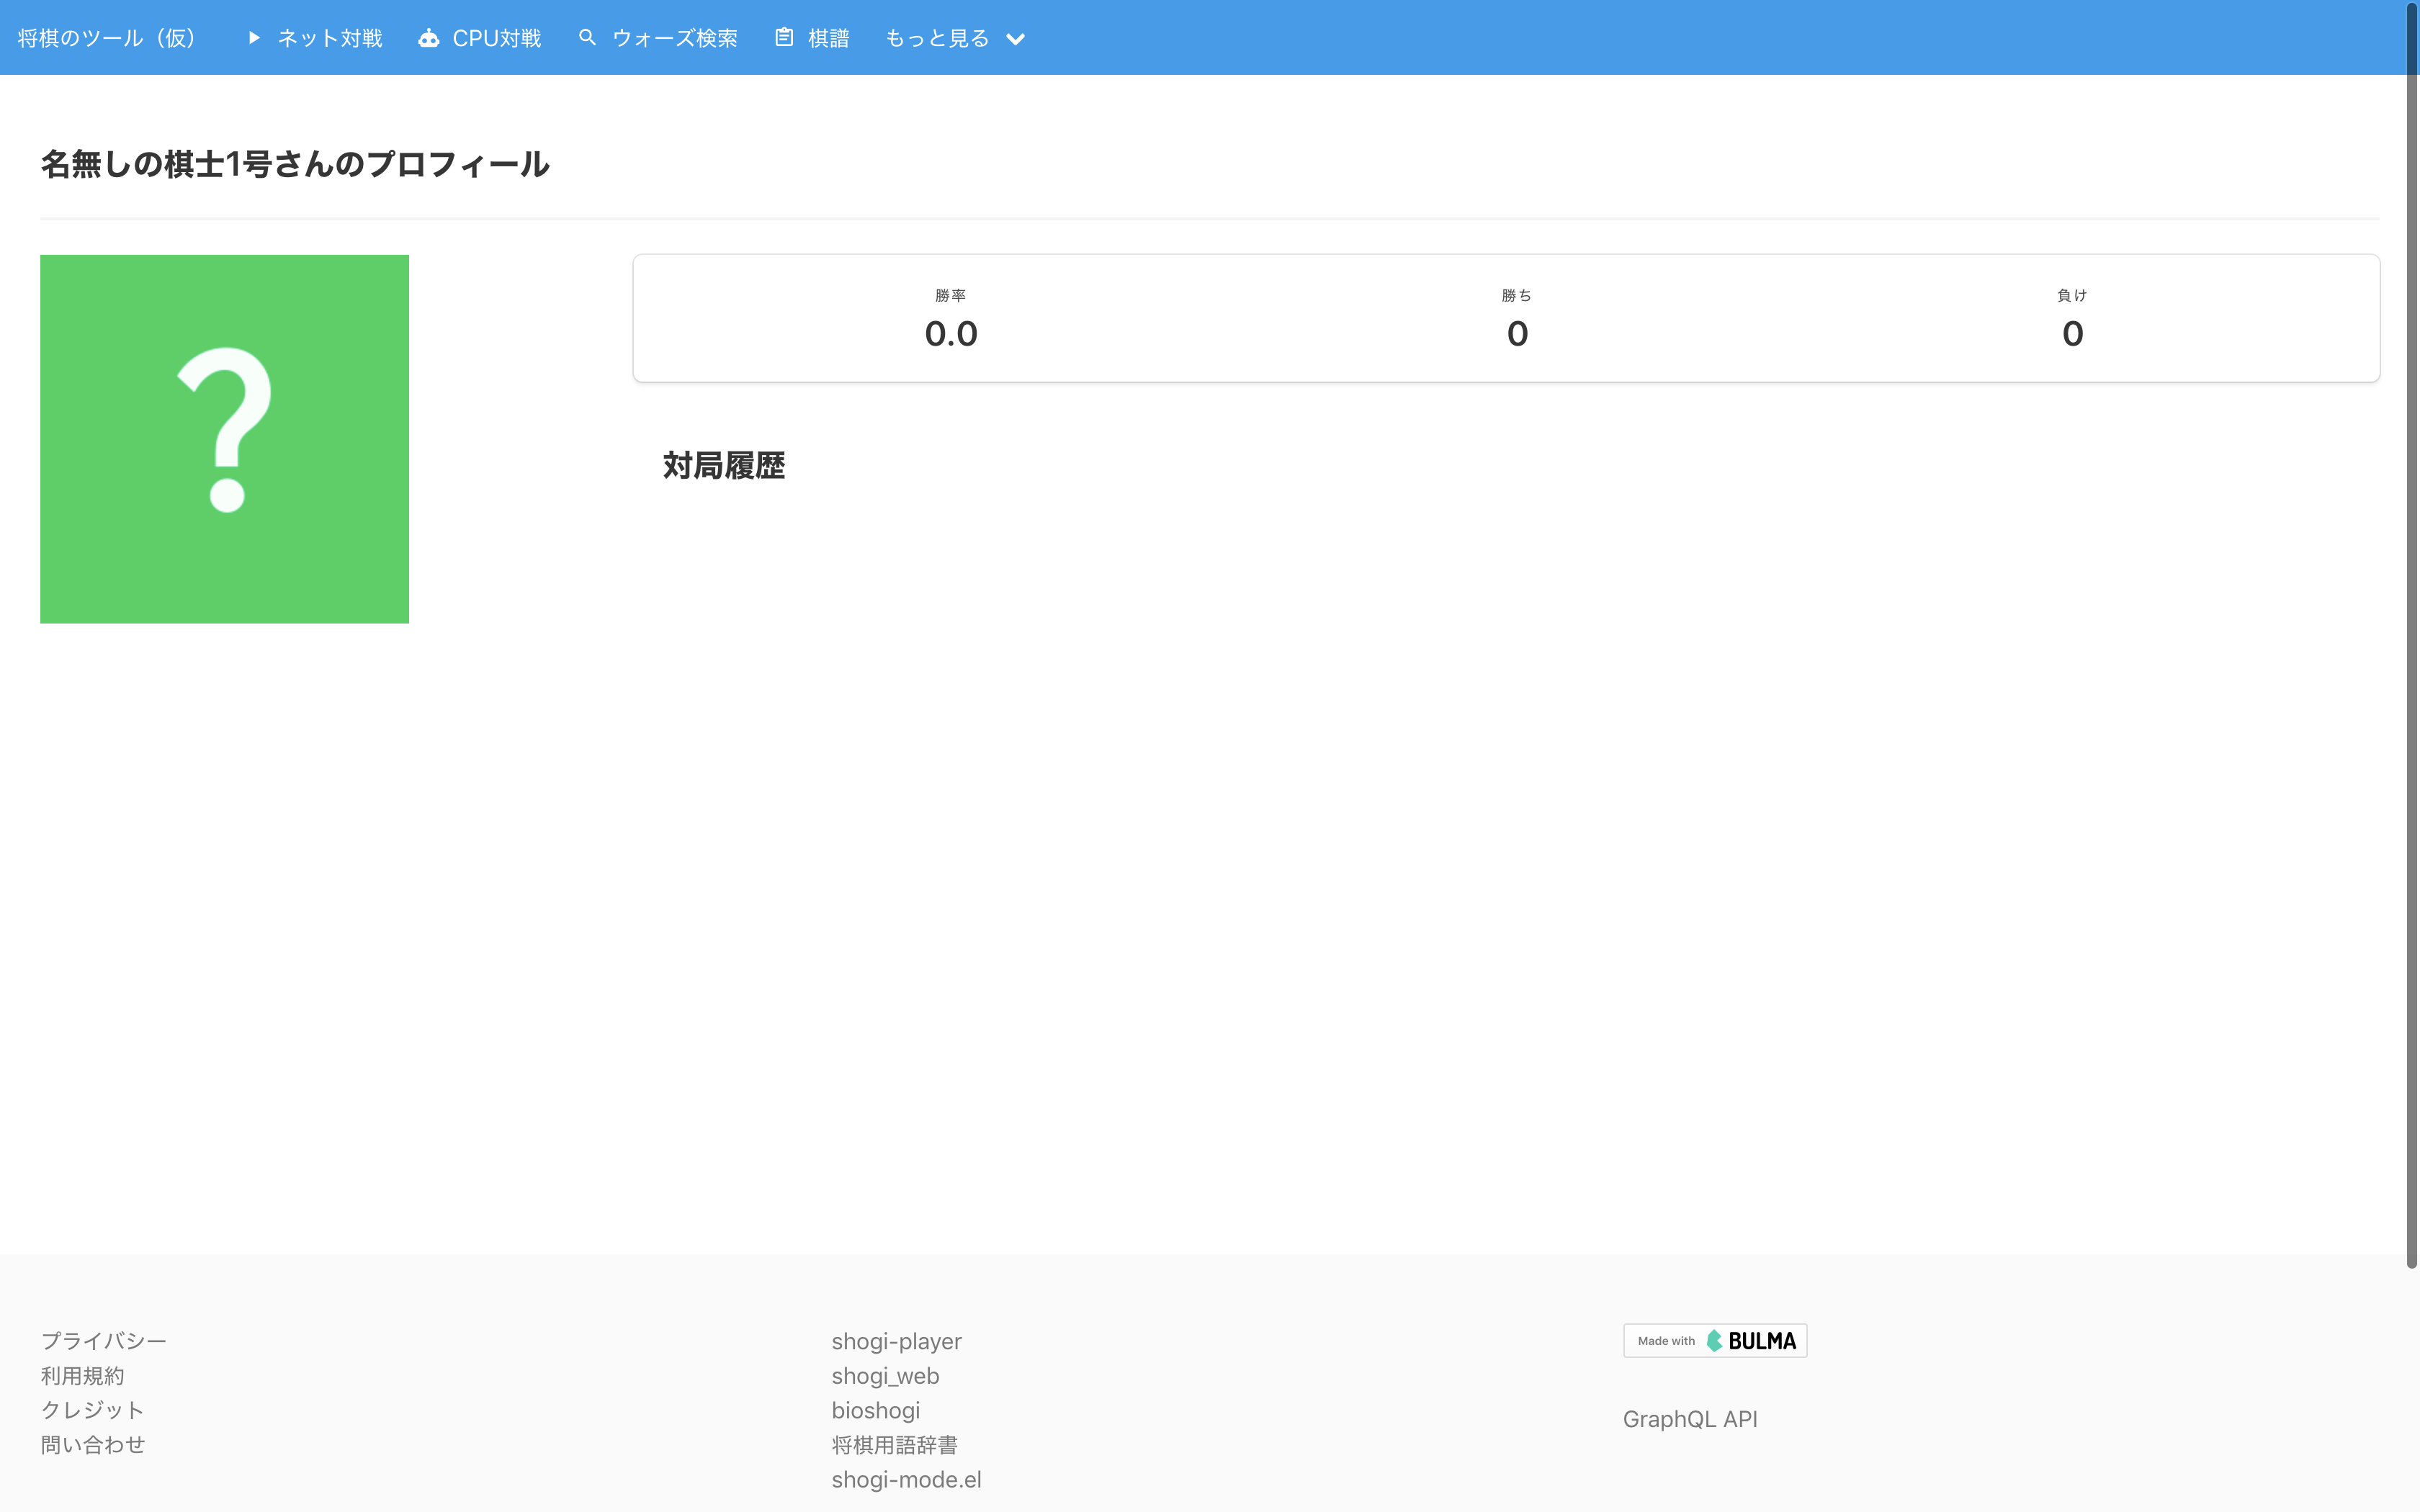 将棋のツール（仮） ネット対戦 CPU対戦 ウォーズ検索 棋譜 もっと見る
名無しの棋士1号さんのプロフィール
?
勝率 勝ち 負け
0.0 0 0
対局履歴
プライバシー
利用規約
クレジット
問い合わせ
shogi-player
shogi_web
bioshogi
将棋用語辞書
shogi-mode.el
Made with BULMA
GraphQL API